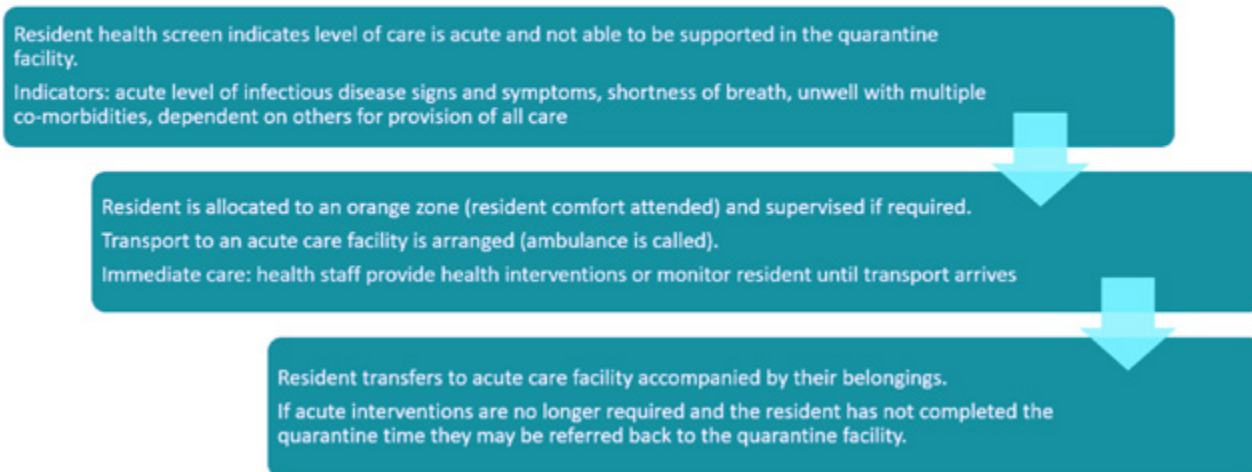 Resident health screen indicates level of care is acute and not able to be supported in the quarantine
facility.
Indicators: acute level of infectious disease signs and symptoms, shortness of breath, unwell with multiple
co-morbidities, dependent on others for provision of all care
Resident is allocated to an orange zone (resident comfort attended) and supervised if required.
Transport to an acute care facility is arranged (ambulance is called).
Immediate care: health staff provide health interventions or monitor resident until transport arrives
Resident transfers to acute care facility accompanied by their belongings.
If acute interventions are no longer required and the resident has not completed the
quarantine time they may be referred back to the quarantine facility.